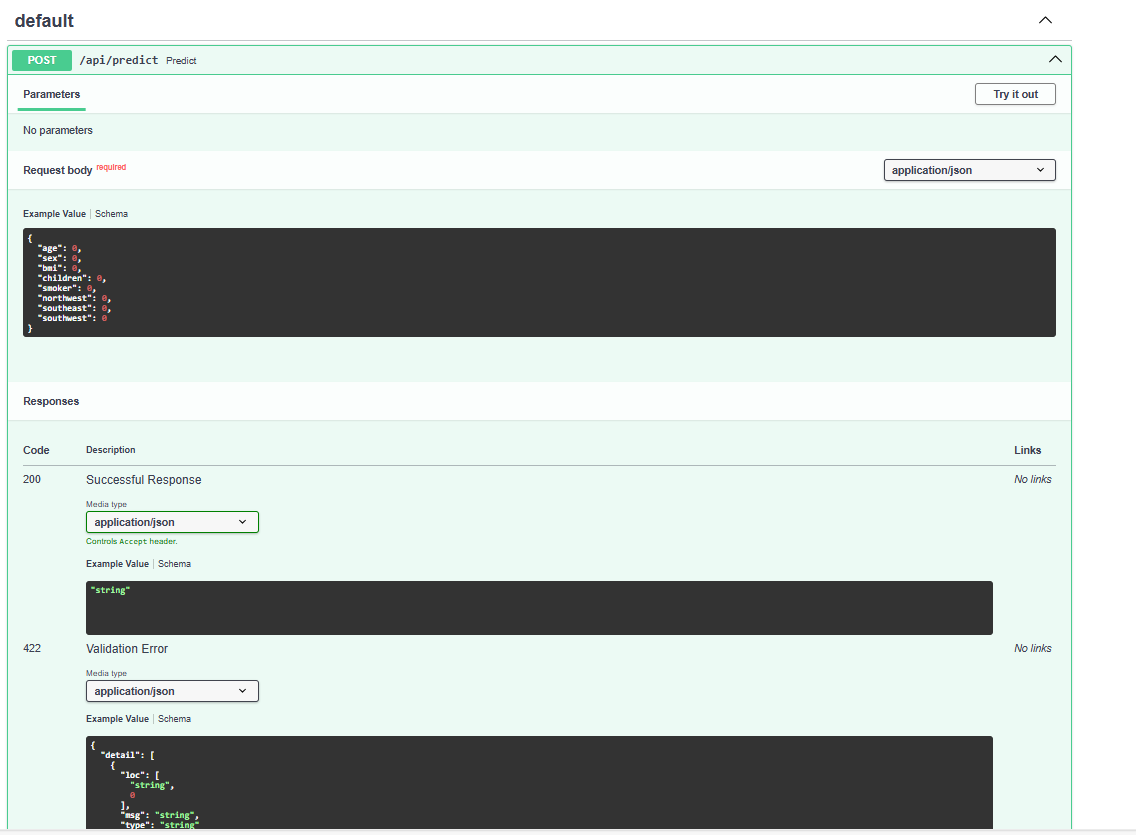 default
POST /api/predict Predict
Parameters
Try it out
No parameters
Request body required
application/json
Example Value | Schema
{
  "age": 0,
  "sex": 0,
  "bmi": 0,
  "children": 0,
  "smoker": 0,
  "northwest": 0,
  "southeast": 0,
  "southwest": 0
}
Responses
Code Description Links
200 Successful Response No links
Media type
application/json
Controls Accept header.
Example Value | Schema
"string"
422 Validation Error No links
Media type
application/json
Example Value | Schema
{
  "detail": [
    {
      "loc": [
        "string",
        0
      ],
      "msg": "string",
      "type": "string"